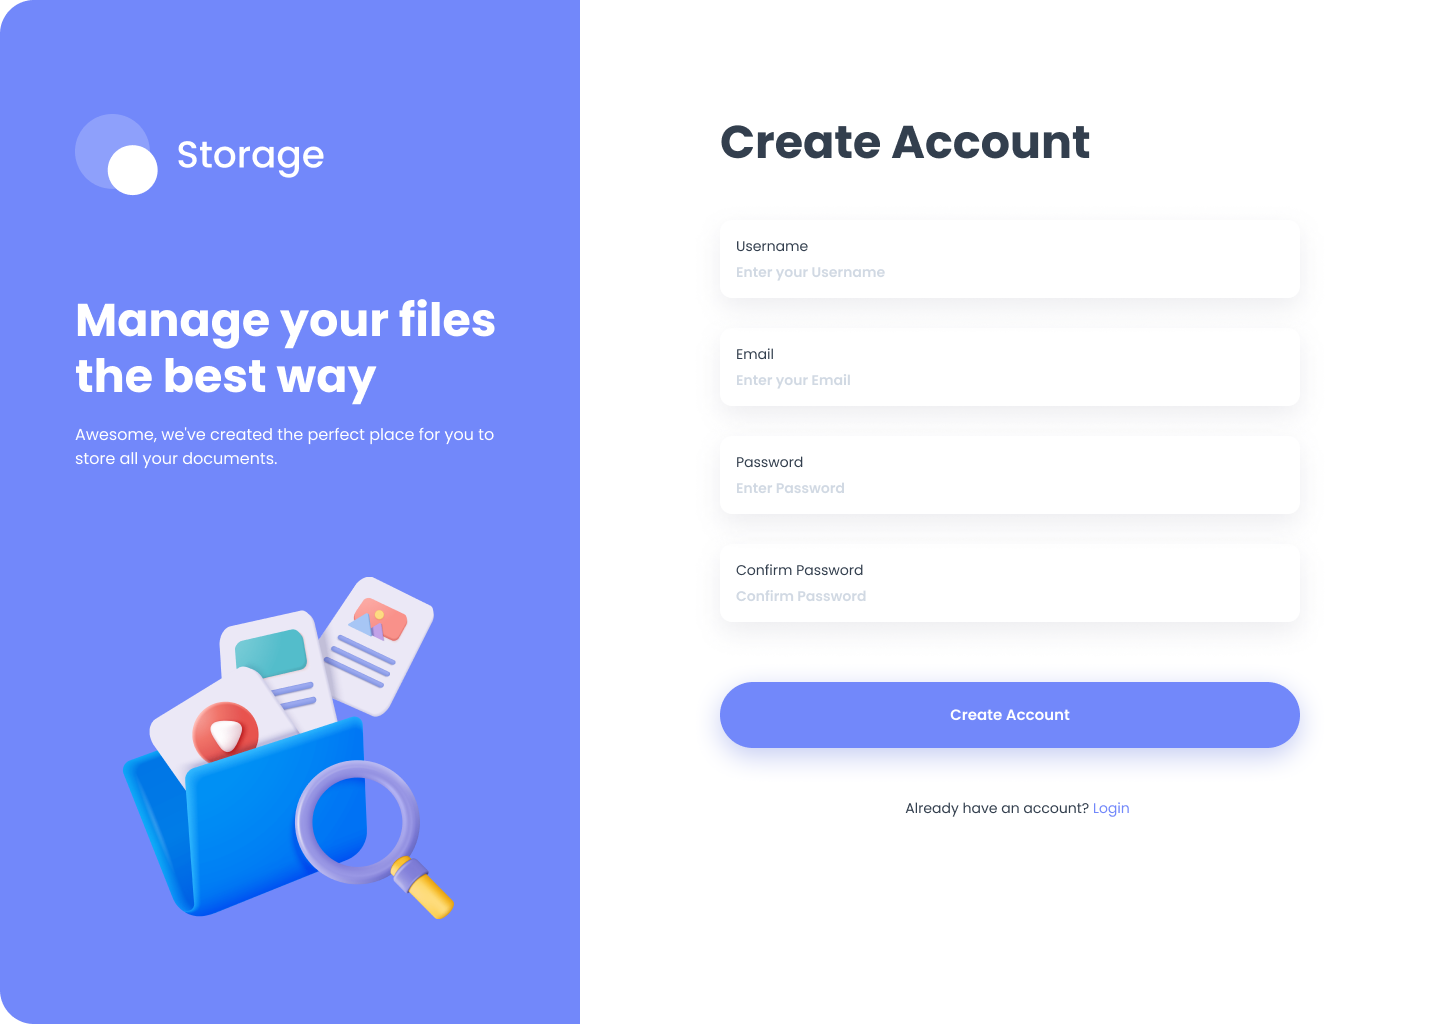 Storage
Manage your files
the best way
Awesome, we've created the perfect place for you to
store all your documents.
Create Account
Username
Enter your Username
Email
Enter your Email
Password
Enter Password
Confirm Password
Confirm Password
Create Account
Already have an account? Login